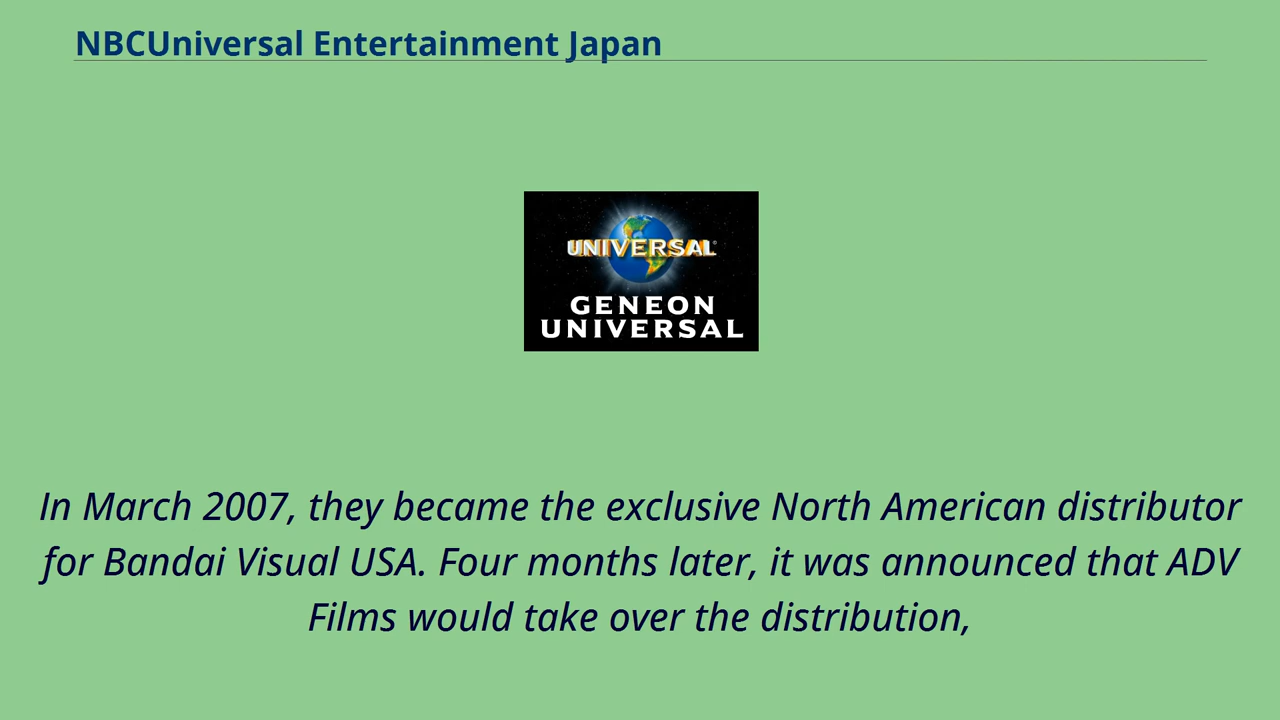 NBCUniversal Entertainment Japan
UNIVERSAL
GENEON
UNIVERSAL
In March 2007, they became the exclusive North American distributor
for Bandai Visual USA. Four months later, it was announced that ADV
Films would take over the distribution,